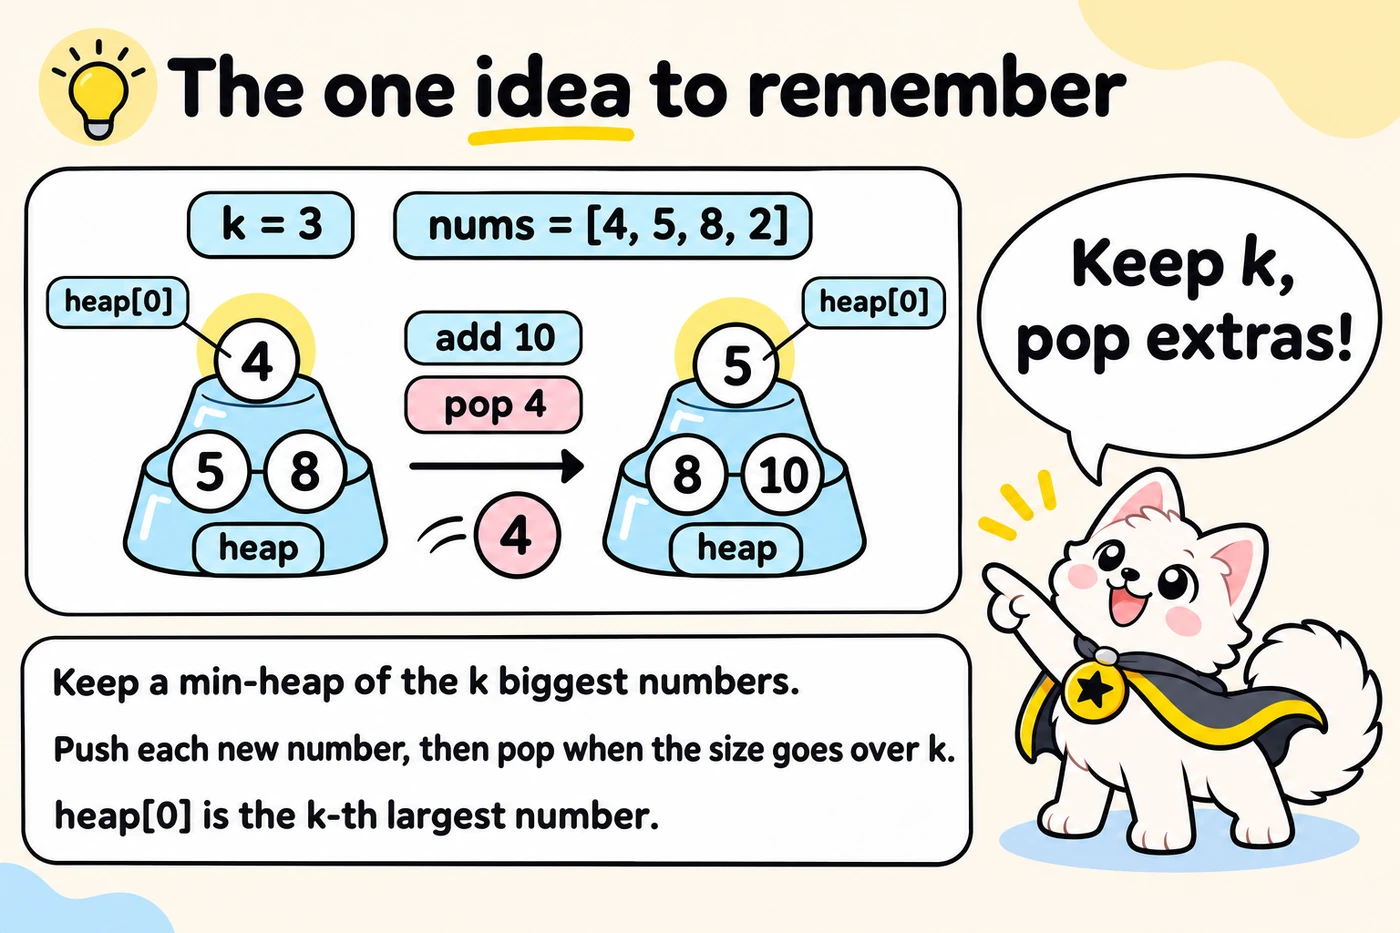 The one idea to remember
k = 3
nums = [4, 5, 8, 2]
heap[0]
4
5
8
heap
add 10
pop 4
4
heap[0]
5
8
10
heap
Keep k,
pop extras!
Keep a min-heap of the k biggest numbers.
Push each new number, then pop when the size goes over k.
heap[0] is the k-th largest number.